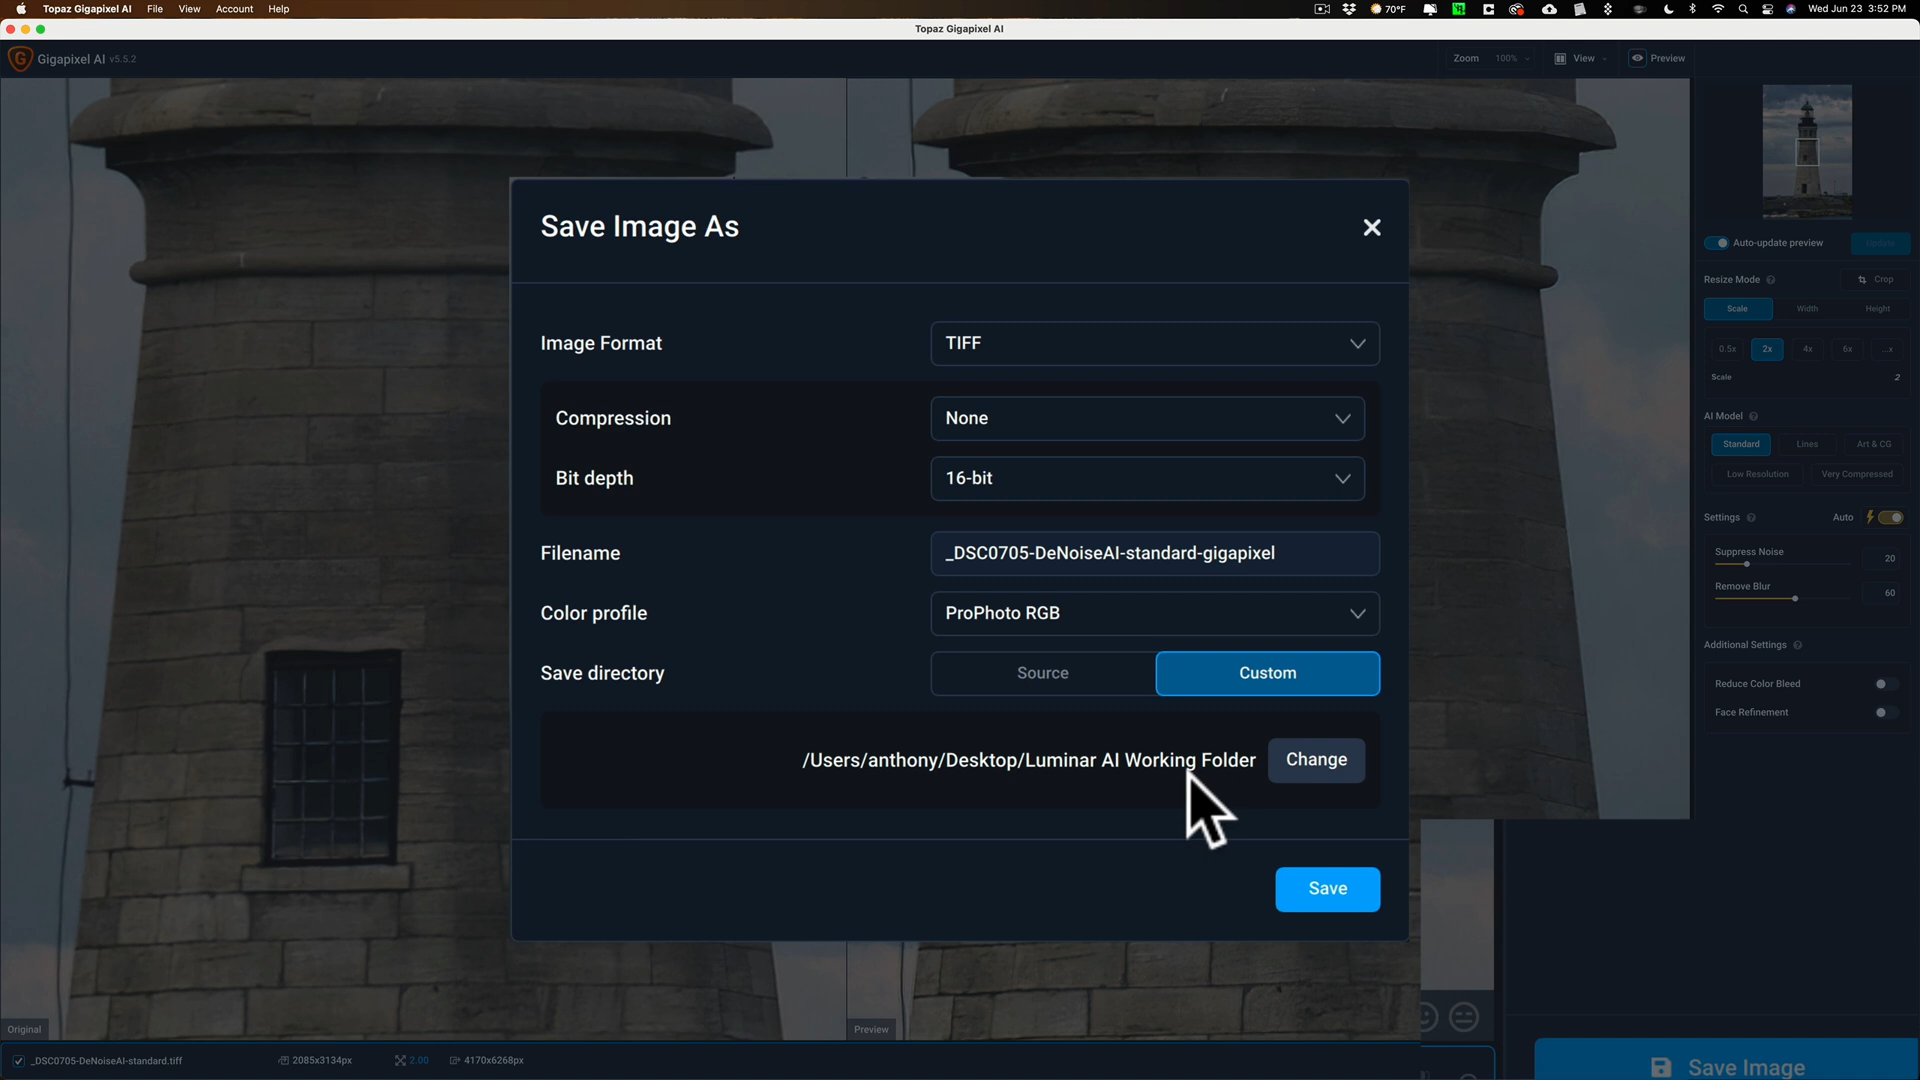 Topaz Gigapixel AI File View Account Help 70°F Wed Jun 23 3:52 PM
Topaz Gigapixel AI
Gigapixel AI v5.5.2
Zoom 100% View Preview
Save Image As
Auto-update preview Update
Resize Mode Crop
Scale Width Height
Image Format TIFF
0.5x 2x 4x 6x ...x
Scale 2
Compression None
AI Model
Standard Lines Art & CG
Bit depth 16-bit
Low Resolution Very Compressed
Settings Auto
Filename _DSC0705-DeNoiseAI-standard-gigapixel
Suppress Noise 20
Remove Blur 60
Color profile ProPhoto RGB
Additional Settings
Save directory Source Custom
Reduce Color Bleed
Face Refinement
/Users/anthony/Desktop/Luminar AI Working Folder Change
Save
Original Preview
_DSC0705-DeNoiseAI-standard.tiff 2085x3134px 2.00 4170x6268px
Save Image